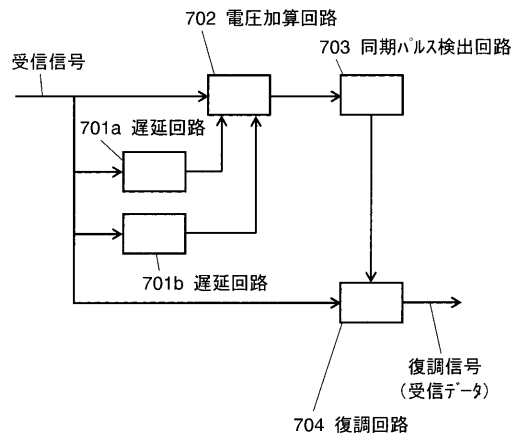 702 電圧加算回路
703 同期ﾊﾟﾙｽ検出回路
受信信号
701a 遅延回路
701b 遅延回路
復調信号
(受信ﾃﾞｰﾀ)
704 復調回路